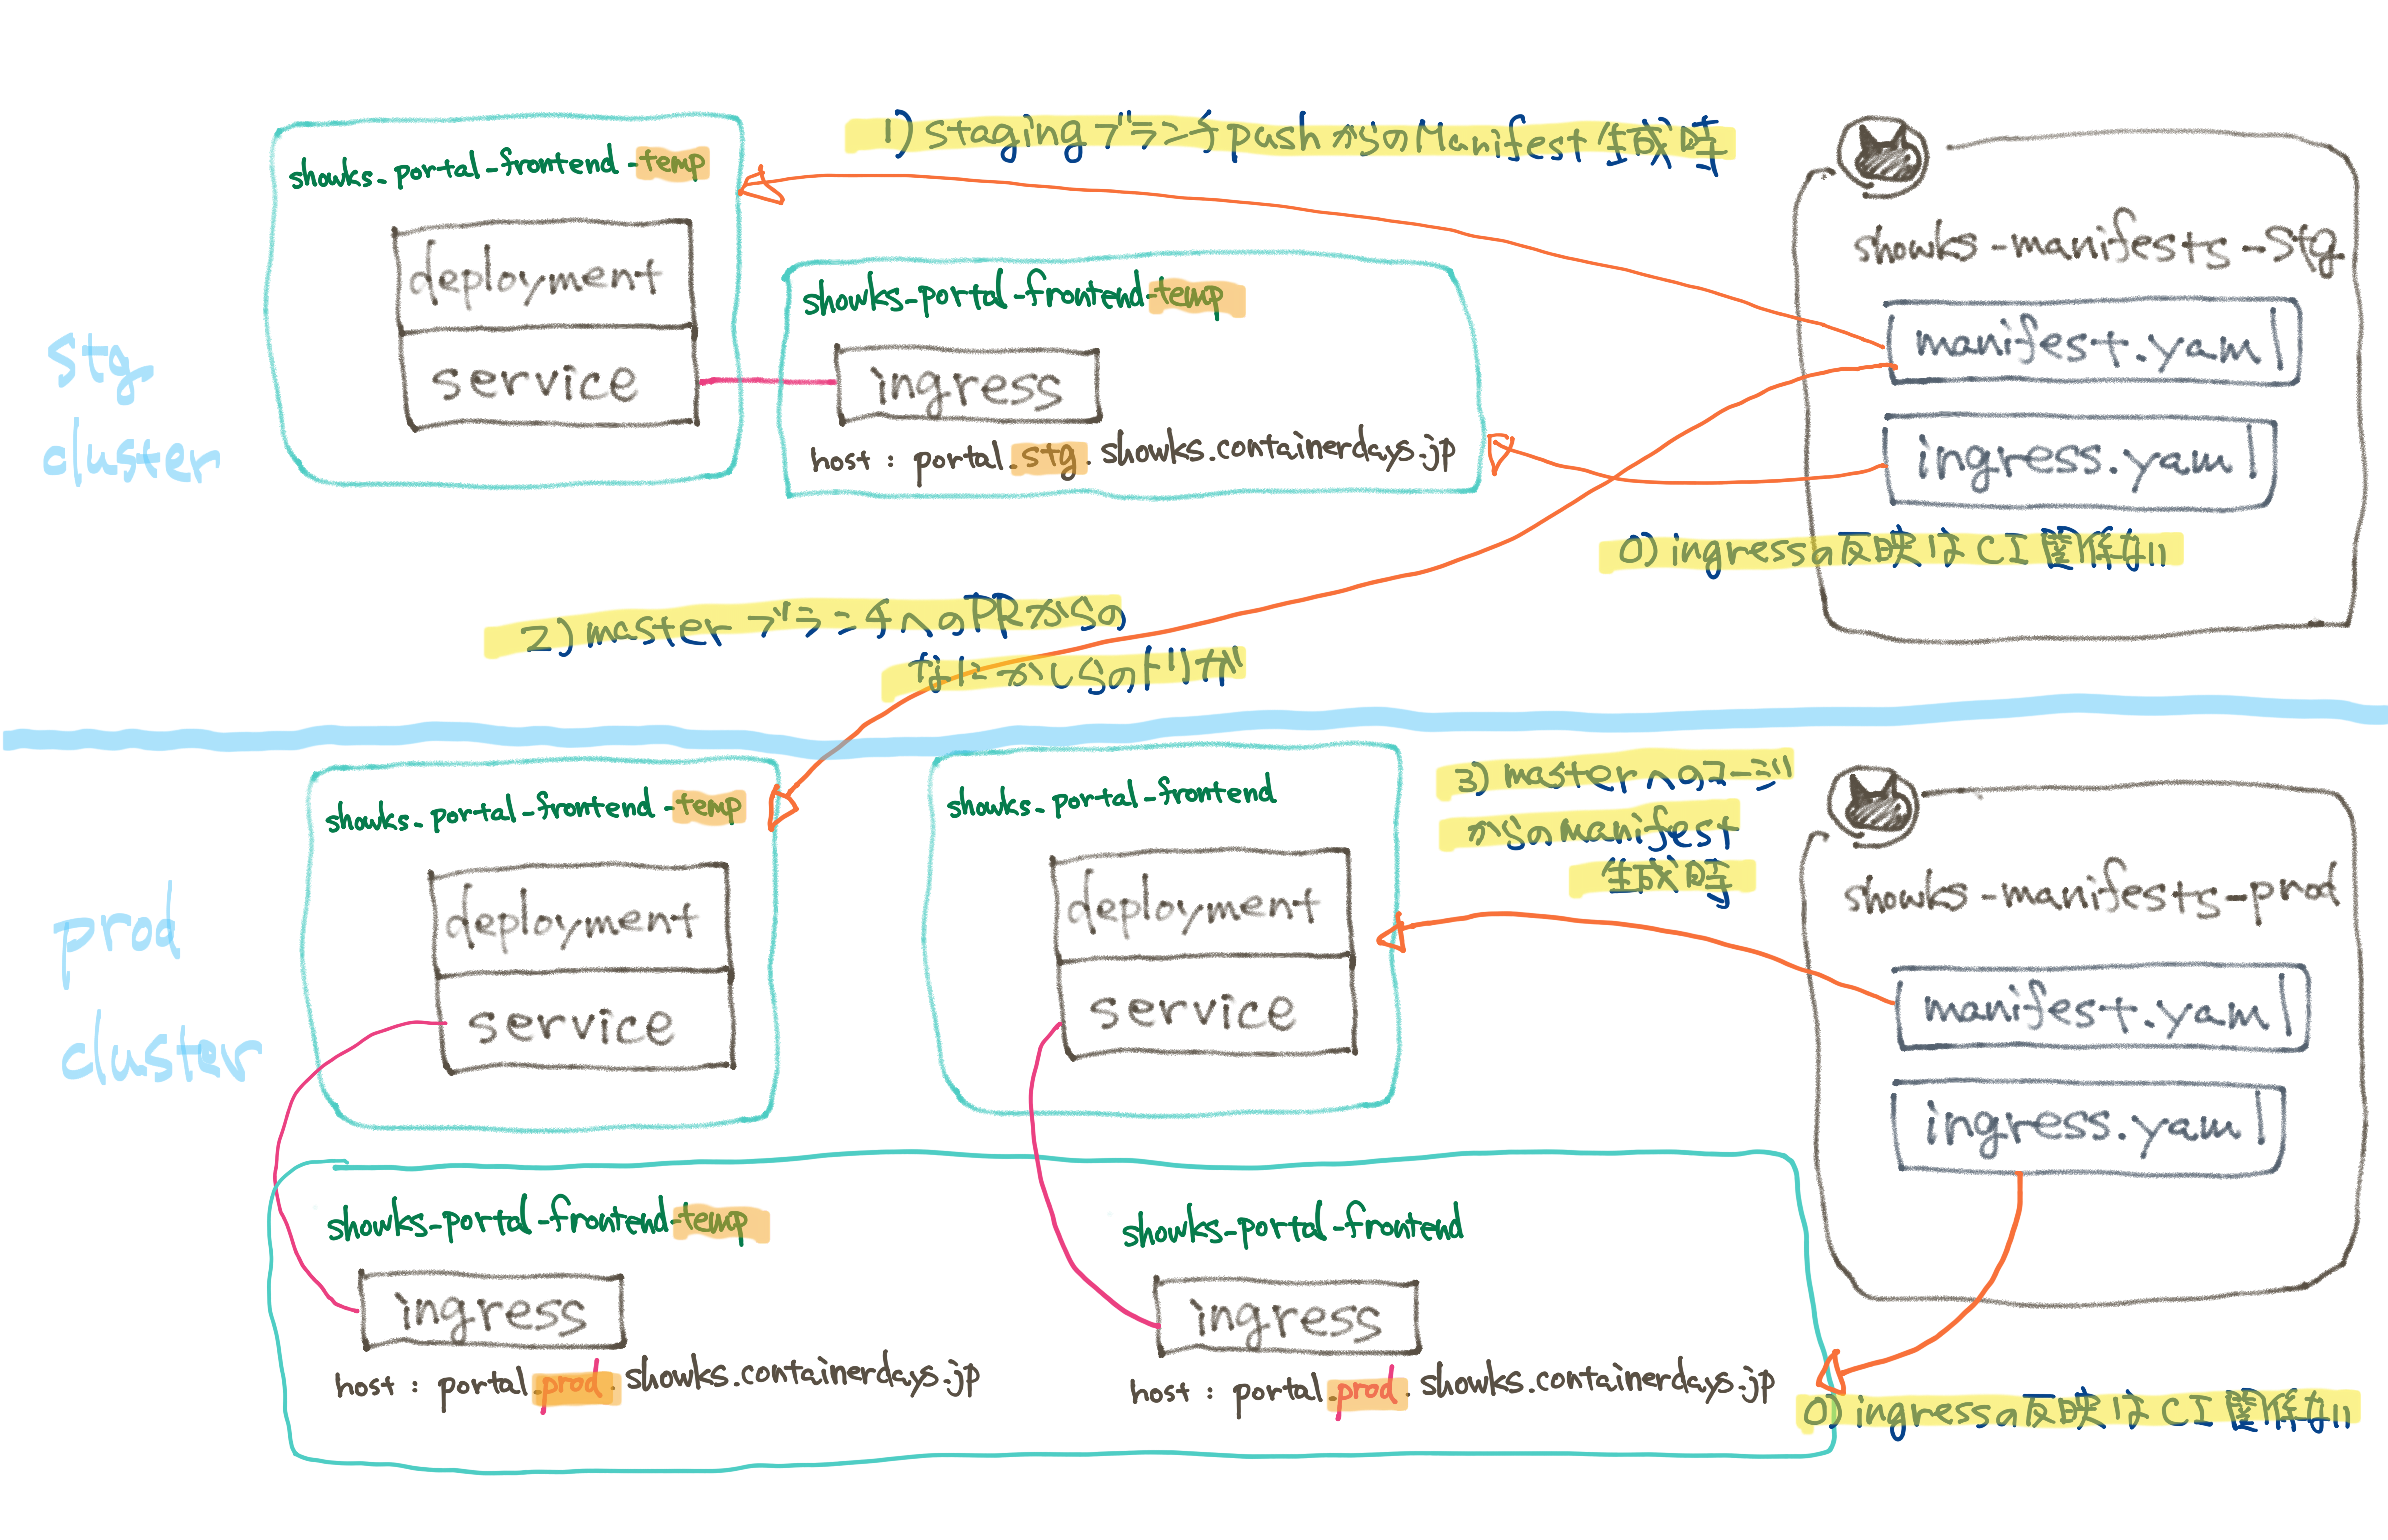 1) stagingブランチpushからのManifest生成時
showks-portal-frontend-temp
deployment
service
showks-portal-frontend-temp
ingress
host : portal.stg.showks.containerdays.jp
stg
cluster
showks-manifests-stg
manifest.yaml
ingress.yaml
0) ingressの反映はCI関係ない
2) masterブランチへのPRからの
なにかしらのトリガ
prod
cluster
showks-portal-frontend-temp
deployment
service
showks-portal-frontend
deployment
service
3) masterへのマージ
からのmanifest
生成時
showks-manifests-prod
manifest.yaml
ingress.yaml
showks-portal-frontend-temp
ingress
host : portal.prod.showks.containerdays.jp
showks-portal-frontend
ingress
host : portal.prod.showks.containerdays.jp
0) ingressの反映はCI関係ない